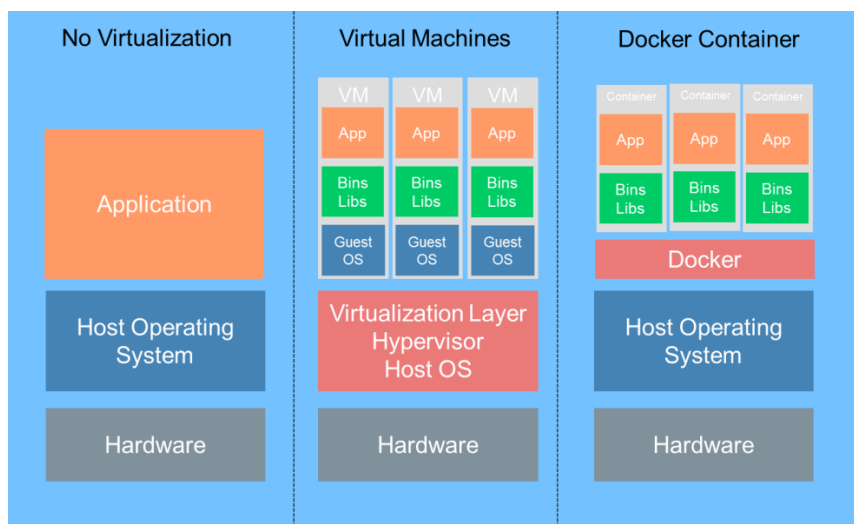 No Virtualization
Application
Host Operating
System
Hardware
Virtual Machines
VM
App
Bins
Libs
Guest
OS
VM
App
Bins
Libs
Guest
OS
VM
App
Bins
Libs
Guest
OS
Virtualization Layer
Hypervisor
Host OS
Hardware
Docker Container
Container
App
Bins
Libs
Container
App
Bins
Libs
Container
App
Bins
Libs
Docker
Host Operating
System
Hardware